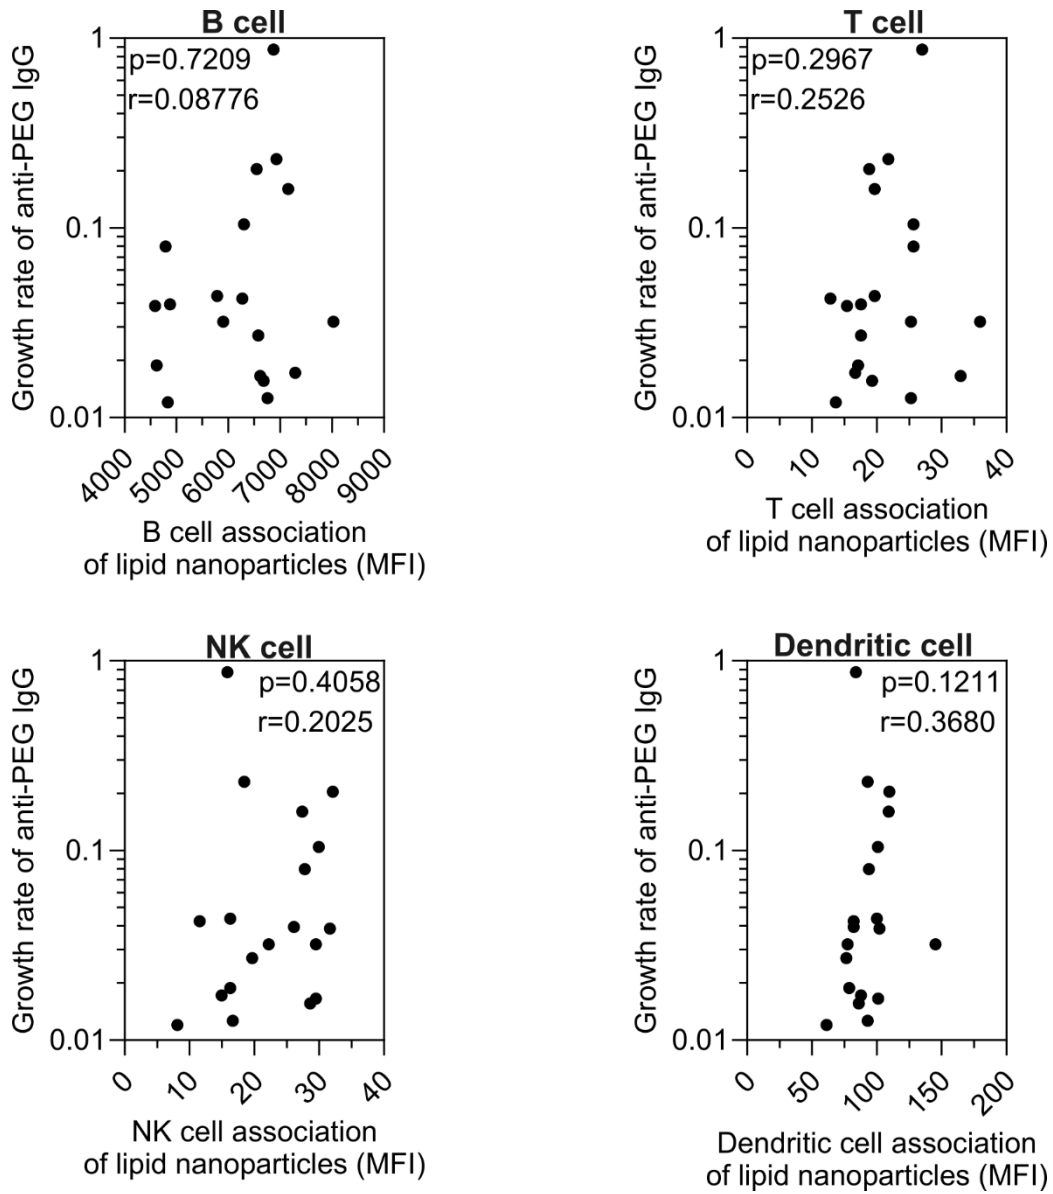 B cell
Growth rate of anti-PEG IgG
1
0.1
0.01
p=0.7209
r=0.08776
4000
5000
6000
7000
8000
9000
B cell association
of lipid nanoparticles (MFI)
T cell
Growth rate of anti-PEG IgG
1
0.1
0.01
p=0.2967
r=0.2526
0
10
20
30
40
T cell association
of lipid nanoparticles (MFI)
NK cell
Growth rate of anti-PEG IgG
1
0.1
0.01
p=0.4058
r=0.2025
0
10
20
30
40
NK cell association
of lipid nanoparticles (MFI)
Dendritic cell
Growth rate of anti-PEG IgG
1
0.1
0.01
p=0.1211
r=0.3680
0
50
100
150
200
Dendritic cell association
of lipid nanoparticles (MFI)